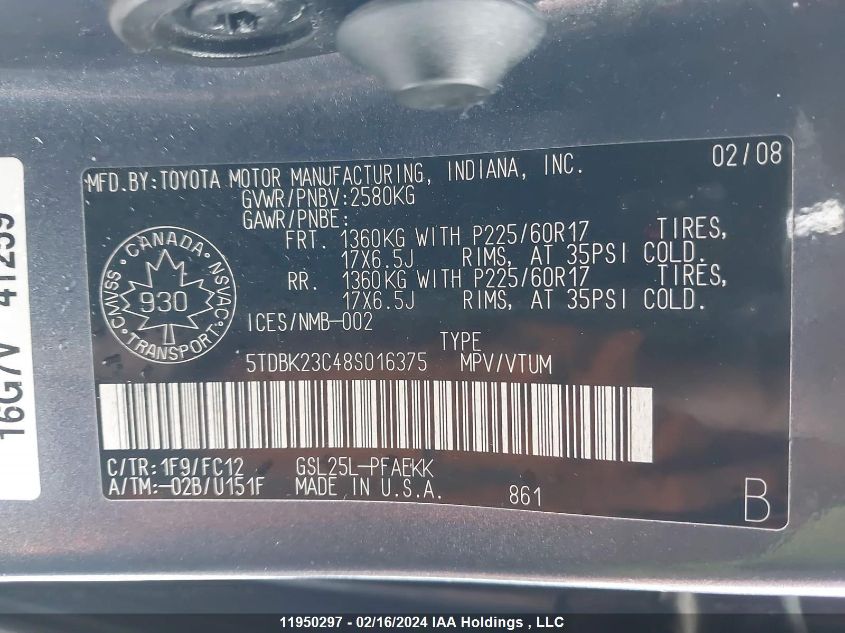 02/08
MFD.BY:TOYOTA MOTOR MANUFACTURING, INDIANA, INC.
GVWR/PNBV:2580KG
GAWR/PNBE:
FRT. 1360KG WITH P225/60R17 TIRES,
17X6.5J RIMS, AT 35PSI COLD.
RR. 1360KG WITH P225/60R17 TIRES,
17X6.5J RIMS, AT 35PSI COLD.
CANADA
CMVSS 930 NSVAC
TRANSPORT
ICES/NMB-002
TYPE
5TDBK23C48S016375 MPV/VTUM
C/TR:1F9/FC12 GSL25L-PFAEKK
A/TM:-02B/U151F MADE IN U.S.A. 861
B
16G7V 41259
11950297 - 02/16/2024 IAA Holdings , LLC